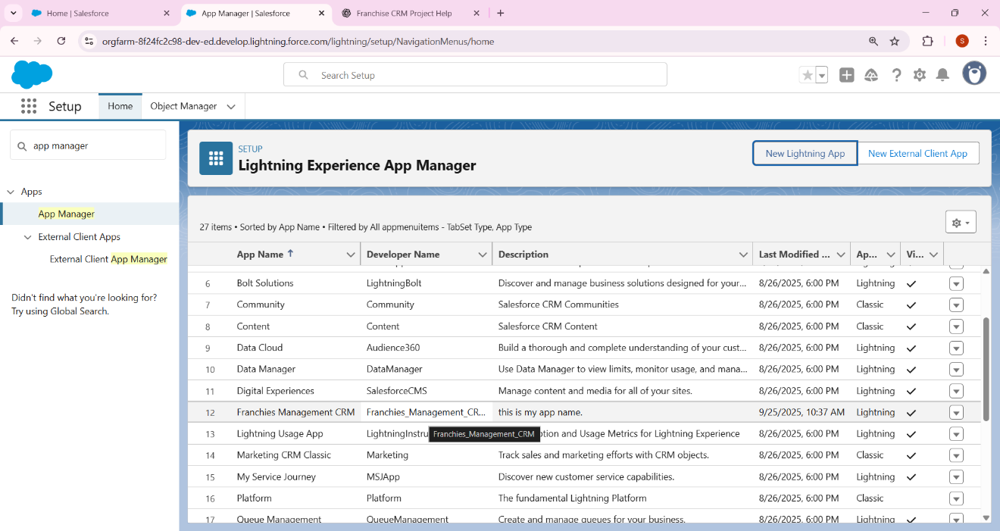 Home | Salesforce
App Manager | Salesforce
Franchise CRM Project Help
orgfarm-8f24fc2c98-dev-ed.develop.lightning.force.com/lightning/setup/NavigationMenus/home
S
Search Setup
Setup
Home
Object Manager
app manager
Apps
App Manager
External Client Apps
External Client App Manager
Didn't find what you're looking for?
Try using Global Search.
SETUP
Lightning Experience App Manager
New Lightning App
New External Client App
27 items • Sorted by App Name • Filtered by All appmenuitems - TabSet Type, App Type
App Name Developer Name Description Last Modified ... Ap... Vi...
6 Bolt Solutions LightningBolt Discover and manage business solutions designed for your... 8/26/2025, 6:00 PM Lightning
7 Community Community Salesforce CRM Communities 8/26/2025, 6:00 PM Classic
8 Content Content Salesforce CRM Content 8/26/2025, 6:00 PM Classic
9 Data Cloud Audience360 Build a thorough and complete understanding of your cust... 8/26/2025, 6:00 PM Lightning
10 Data Manager DataManager Use Data Manager to view limits, monitor usage, and mana... 8/26/2025, 6:00 PM Lightning
11 Digital Experiences SalesforceCMS Manage content and media for all of your sites. 8/26/2025, 6:00 PM Lightning
12 Franchies Management CRM Franchies_Management_CR... this is my app name. 9/25/2025, 10:37 AM Lightning
13 Lightning Usage App LightningInstru Franchies_Management_CRM and Usage Metrics for Lightning Experience 8/26/2025, 6:00 PM Lightning
14 Marketing CRM Classic Marketing Track sales and marketing efforts with CRM objects. 8/26/2025, 6:00 PM Classic
15 My Service Journey MSJApp Discover new customer service capabilities. 8/26/2025, 6:00 PM Lightning
16 Platform Platform The fundamental Lightning Platform 8/26/2025, 6:00 PM Classic
17 Queue Management QueueManagement Create and manage queues for your business. 8/26/2025, 6:00 PM Lightning